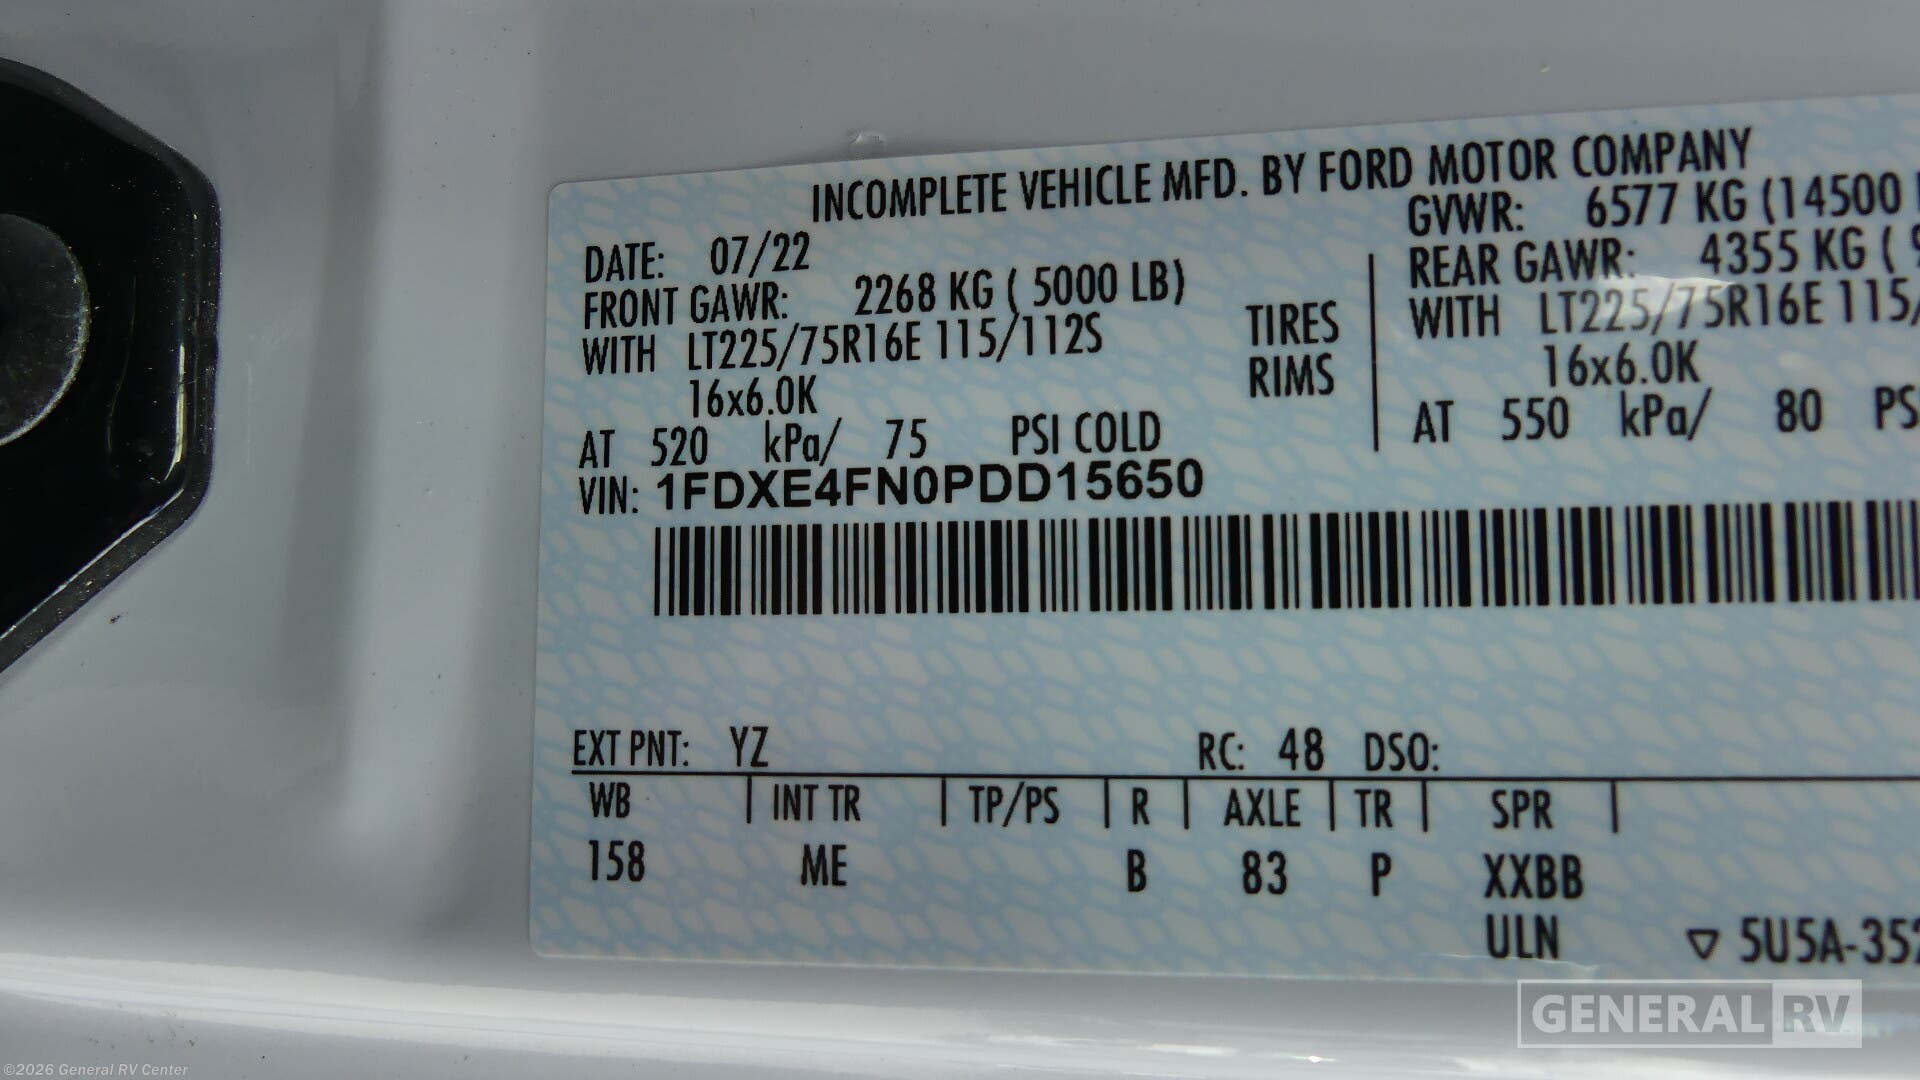 INCOMPLETE VEHICLE MFD. BY FORD MOTOR COMPANY
DATE: 07/22
GVWR: 6577 KG (14500
FRONT GAWR: 2268 KG ( 5000 LB)
REAR GAWR: 4355 KG (
WITH LT225/75R16E 115/112S
TIRES
WITH LT225/75R16E 115/
16x6.0K
RIMS
16x6.0K
AT 520 kPa/ 75 PSI COLD
AT 550 kPa/ 80 PS
VIN: 1FDXE4FN0PDD15650
EXT PNT: YZ RC: 48 DSO:
WB | INT TR | TP/PS | R | AXLE | TR | SPR |
158 ME B 83 P XXBB
ULN ▽ 5U5A-352
GENERAL RV
©2026 General RV Center